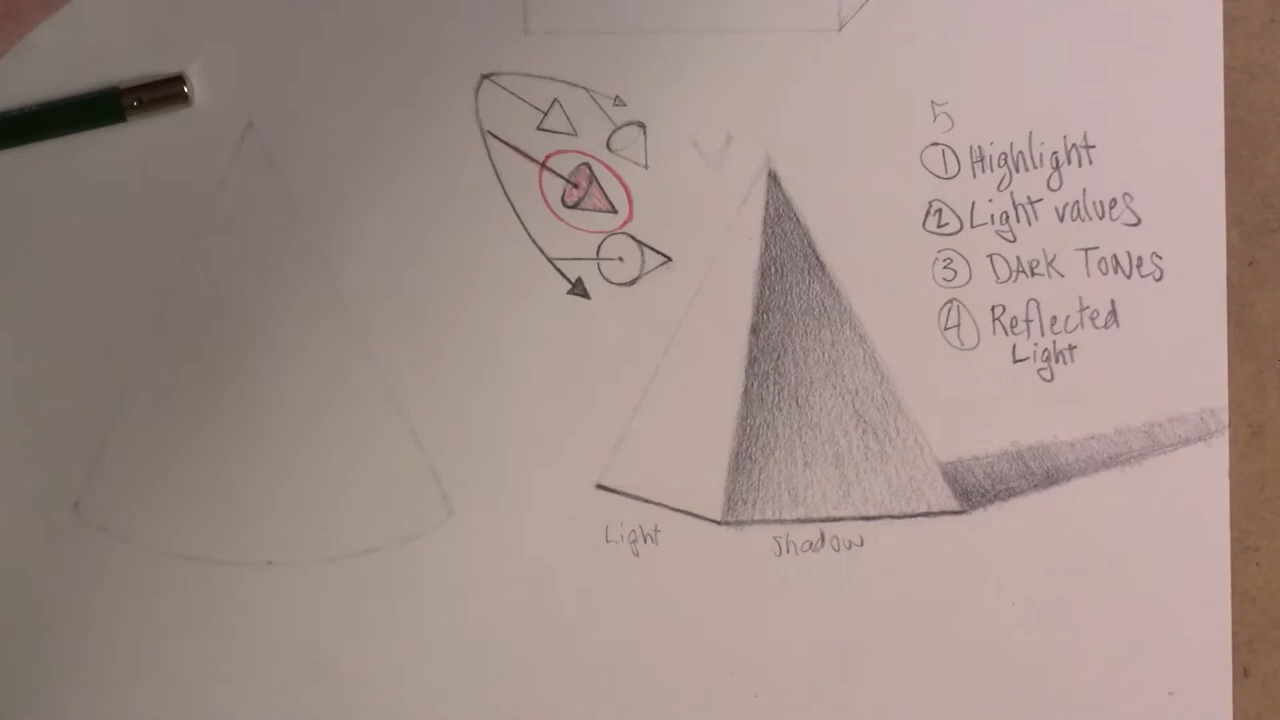 5
① Highlight
② Light values
③ DARK TONes
④ Reflected
Light
Light
shadow